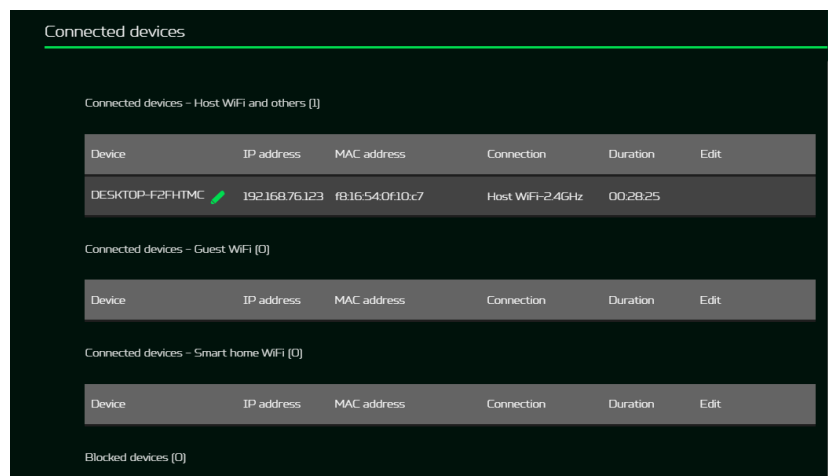 Connected devices
Connected devices - Host WiFi and others (1)
Device IP address MAC address Connection Duration Edit
DESKTOP-F2FHTMC 192.168.76.123 f8:16:54:0f:10:c7 Host WiFi-2.4GHz 00:28:25
Connected devices - Guest WiFi (0)
Device IP address MAC address Connection Duration Edit
Connected devices - Smart home WiFi (0)
Device IP address MAC address Connection Duration Edit
Blocked devices (0)